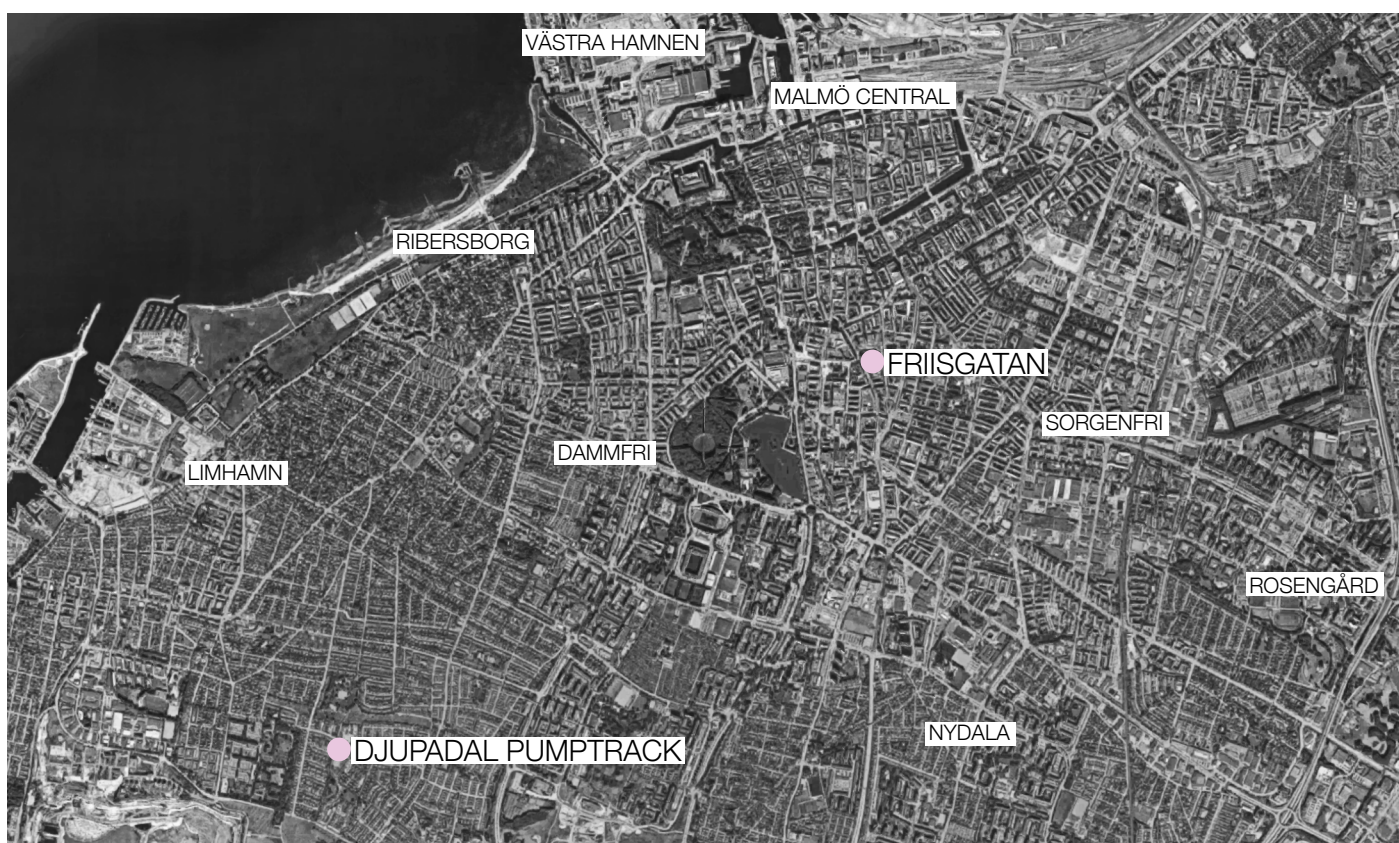 VÄSTRA HAMNEN
MALMÖ CENTRAL
RIBERSBORG
FRIISGATAN
SORGENFRI
DAMMFRI
LIMHAMN
ROSENGÅRD
NYDALA
DJUPADAL PUMPTRACK